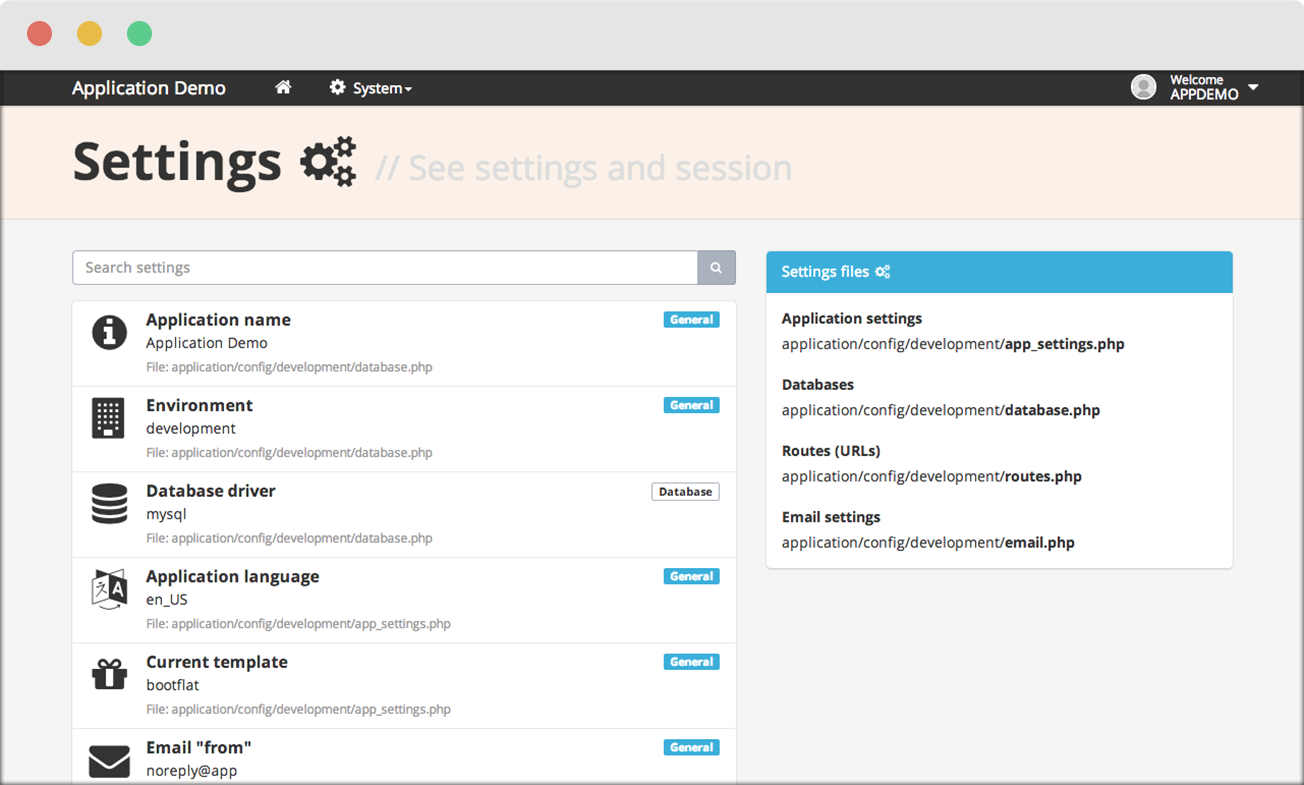 Application Demo
System
Welcome
APPDEMO
Settings // See settings and session
Search settings
Application name
General
Application Demo
File: application/config/development/database.php
Environment
General
development
File: application/config/development/database.php
Database driver
Database
mysql
File: application/config/development/database.php
Application language
General
en_US
File: application/config/development/app_settings.php
Current template
General
bootflat
File: application/config/development/app_settings.php
Email "from"
General
noreply@app
Settings files
Application settings
application/config/development/app_settings.php
Databases
application/config/development/database.php
Routes (URLs)
application/config/development/routes.php
Email settings
application/config/development/email.php